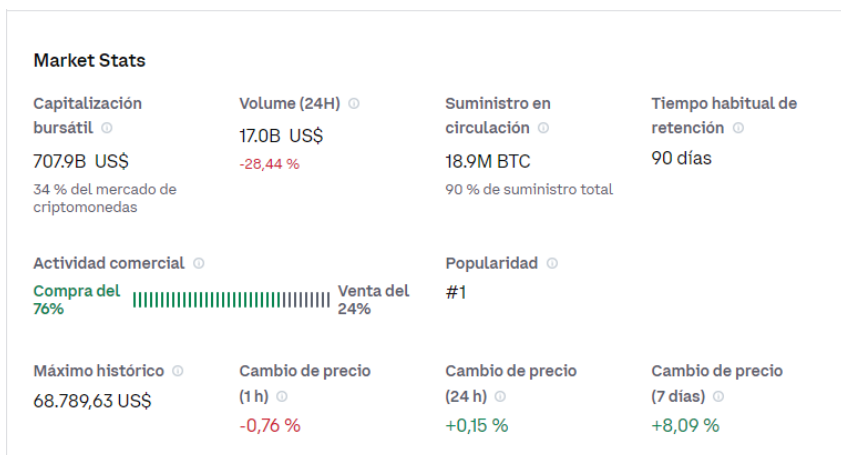 Market Stats
Capitalización
bursátil
707.9B US$
34 % del mercado de
criptomonedas
Volume (24H)
17.0B US$
-28,44 %
Suministro en
circulación
18.9M BTC
90 % de suministro total
Tiempo habitual de
retención
90 días
Actividad comercial
Compra del
76%
Venta del
24%
Popularidad
#1
Máximo histórico
68.789,63 US$
Cambio de precio
(1 h)
-0,76 %
Cambio de precio
(24 h)
+0,15 %
Cambio de precio
(7 días)
+8,09 %